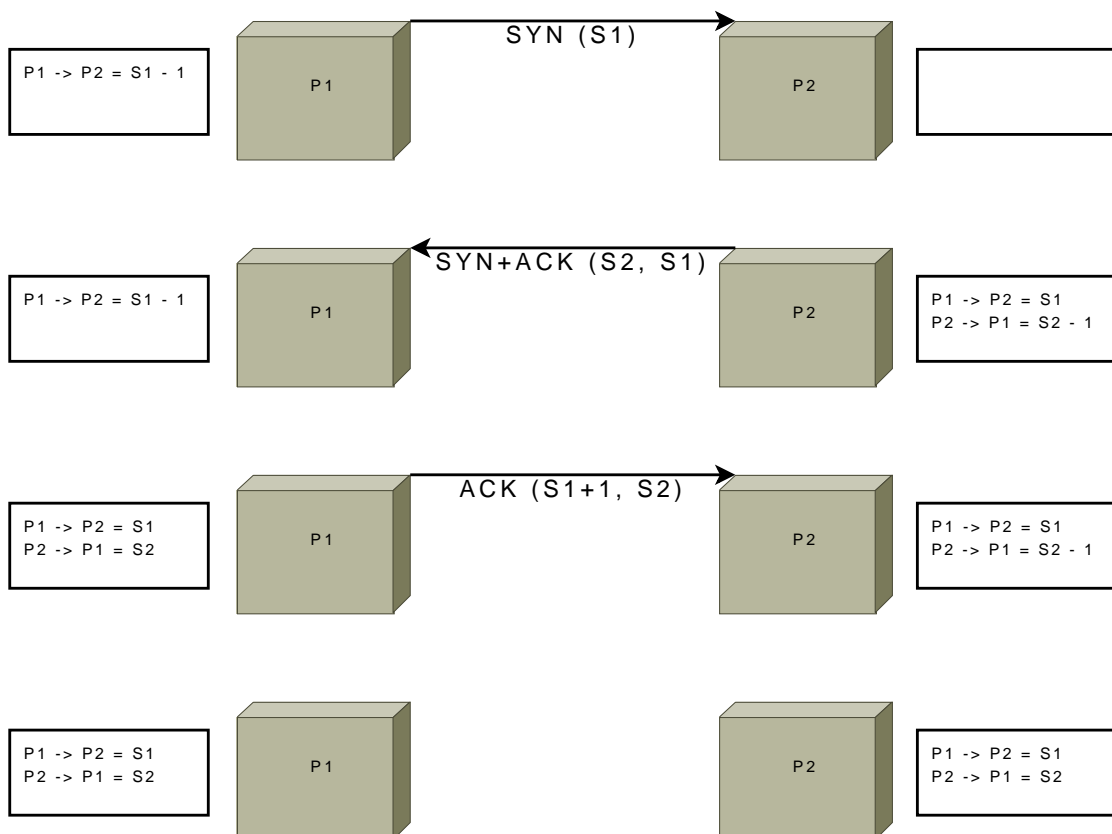 SYN (S1)
P1 -> P2 = S1 - 1
P1
P2
SYN+ACK (S2, S1)
P1 -> P2 = S1 - 1
P1
P2
P1 -> P2 = S1
P2 -> P1 = S2 - 1
ACK (S1+1, S2)
P1 -> P2 = S1
P2 -> P1 = S2
P1
P2
P1 -> P2 = S1
P2 -> P1 = S2 - 1
P1 -> P2 = S1
P2 -> P1 = S2
P1
P2
P1 -> P2 = S1
P2 -> P1 = S2